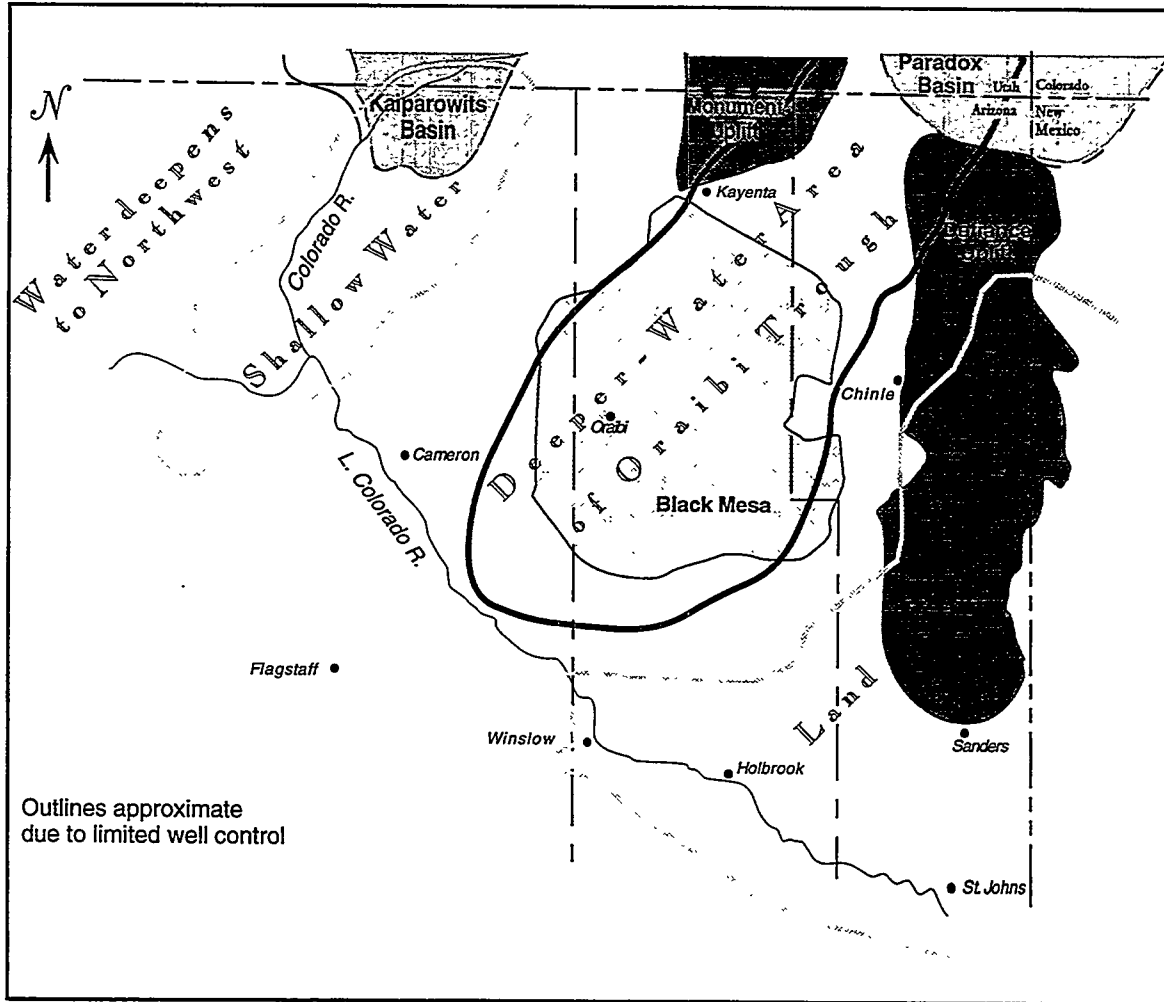 N
Kaiparowits
Basin
Monument
Uplift
Paradox
Basin
Utah
Colorado
Arizona
New
Mexico
Water deepens
to Northwest
Colorado R.
Shallow Water
Kayenta
Deeper-Water Area
of Oraibi Trough
Defiance
Uplift
Chinle
Oraibi
Cameron
L. Colorado R.
Black Mesa
Flagstaff
Land
Winslow
Sanders
Holbrook
Outlines approximate
due to limited well control
St. Johns